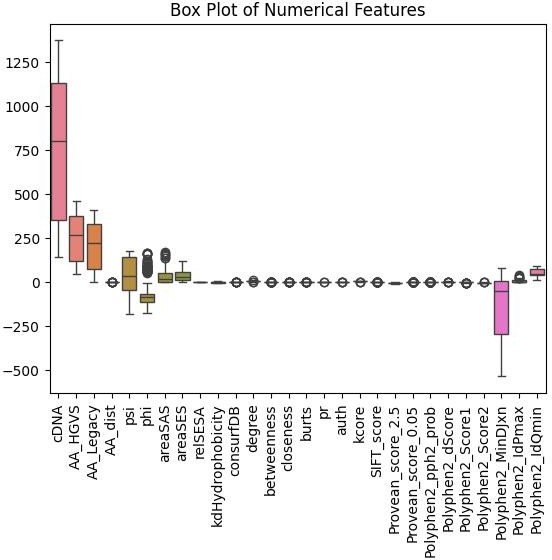 Box Plot of Numerical Features
1250
1000
750
500
250
0
−250
−500
cDNA
AA_HGVS
AA_Legacy
AA_dist
psi
phi
areaSAS
areaSES
relSESA
kdHydrophobicity
consurfDB
degree
betweenness
closeness
burts
pr
auth
kcore
SIFT_score
Provean_score_2.5
Provean_score_0.05
Polyphen2_pph2_prob
Polyphen2_dScore
Polyphen2_Score1
Polyphen2_Score2
Polyphen2_MinDJxn
Polyphen2_IdPmax
Polyphen2_IdQmin